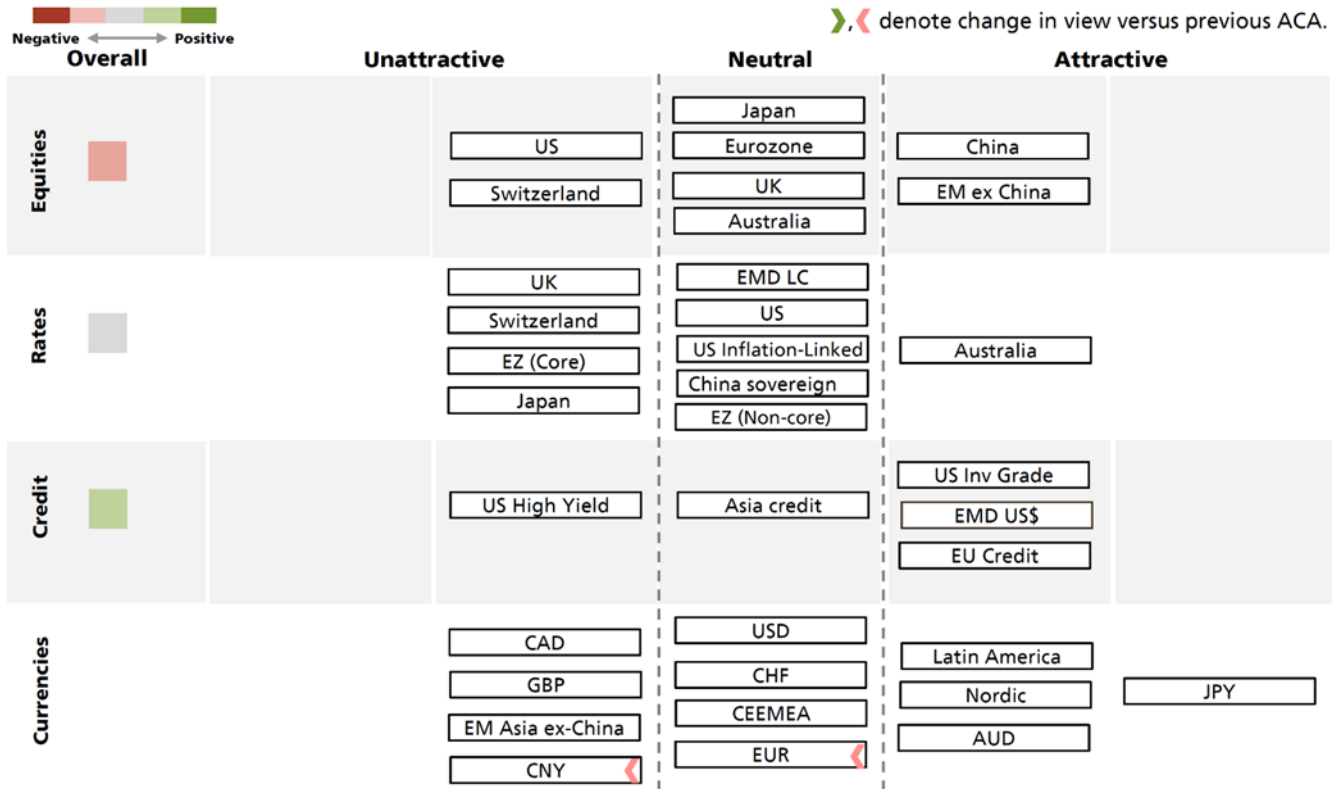 Negative Positive
❯,❮ denote change in view versus previous ACA.
Overall Unattractive Neutral Attractive
Equities
US
Switzerland
Japan
Eurozone
UK
Australia
China
EM ex China
Rates
UK
Switzerland
EZ (Core)
Japan
EMD LC
US
US Inflation-Linked
China sovereign
EZ (Non-core)
Australia
Credit
US High Yield
Asia credit
US Inv Grade
EMD US$
EU Credit
Currencies
CAD
GBP
EM Asia ex-China
CNY
USD
CHF
CEEMEA
EUR
Latin America
Nordic
AUD
JPY